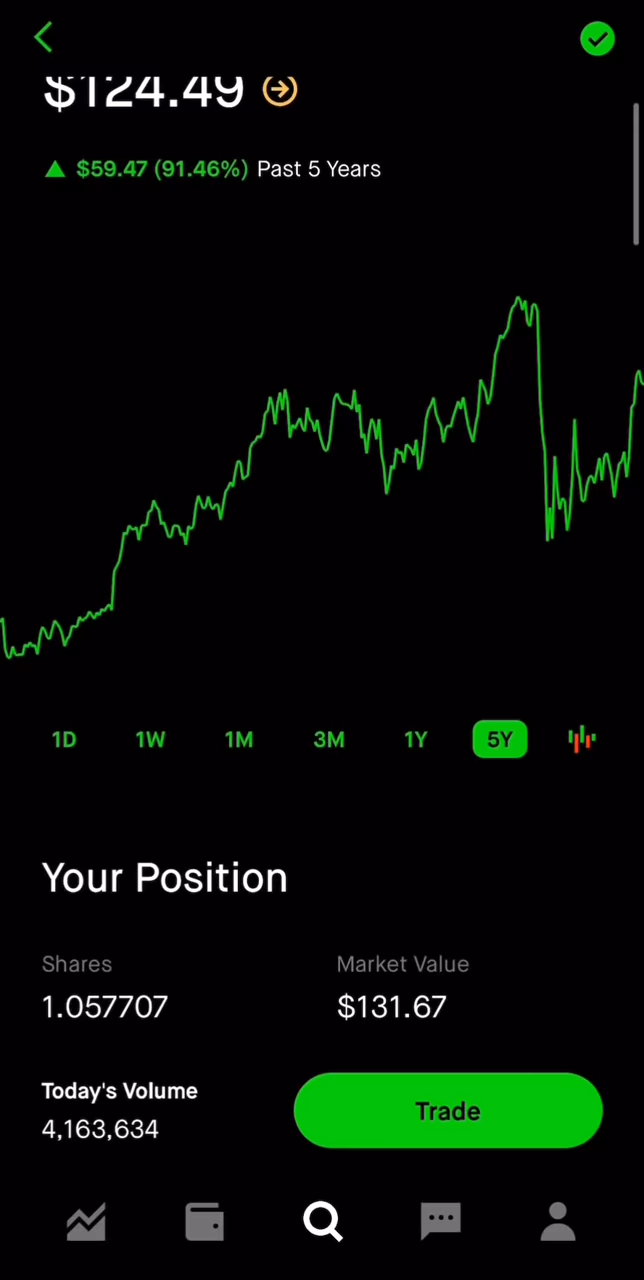 $124.49
$59.47 (91.46%) Past 5 Years
1D 1W 1M 3M 1Y 5Y
Your Position
Shares Market Value
1.057707 $131.67
Today's Volume
4,163,634
Trade